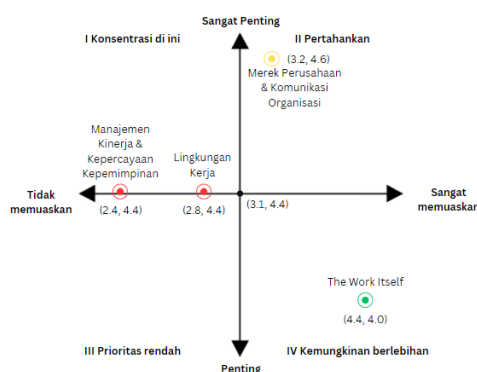 Sangat Penting
I Konsentrasi di ini
II Pertahankan
(3.2, 4.6)
Merek Perusahaan
& Komunikasi
Organisasi
Manajemen
Kinerja &
Kepercayaan
Kepemimpinan
Lingkungan
Kerja
Tidak
memuaskan
(2.4, 4.4)
(2.8, 4.4)
(3.1, 4.4)
Sangat
memuaskan
The Work Itself
(4.4, 4.0)
III Prioritas rendah
IV Kemungkinan berlebihan
Penting